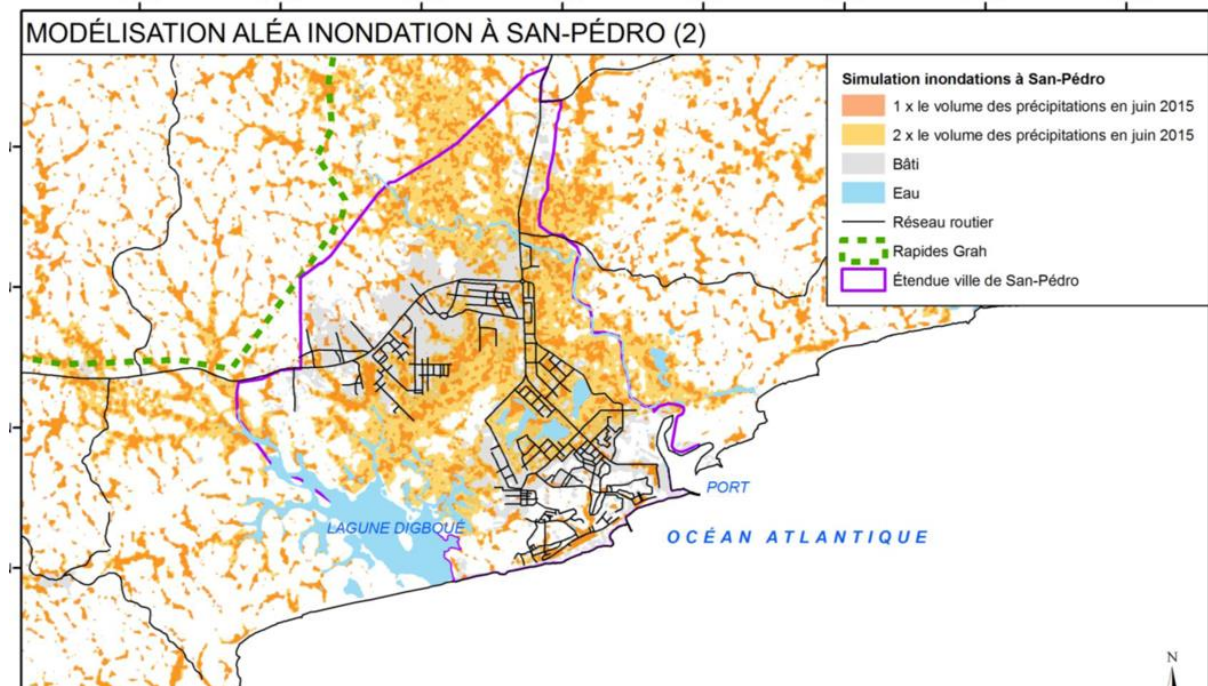 MODÉLISATION ALÉA INONDATION À SAN-PÉDRO (2)
Simulation inondations à San-Pédro
1 x le volume des précipitations en juin 2015
2 x le volume des précipitations en juin 2015
Bâti
Eau
Réseau routier
Rapides Grah
Étendue ville de San-Pédro
PORT
LAGUNE DIGBOUÉ
OCÉAN ATLANTIQUE
N